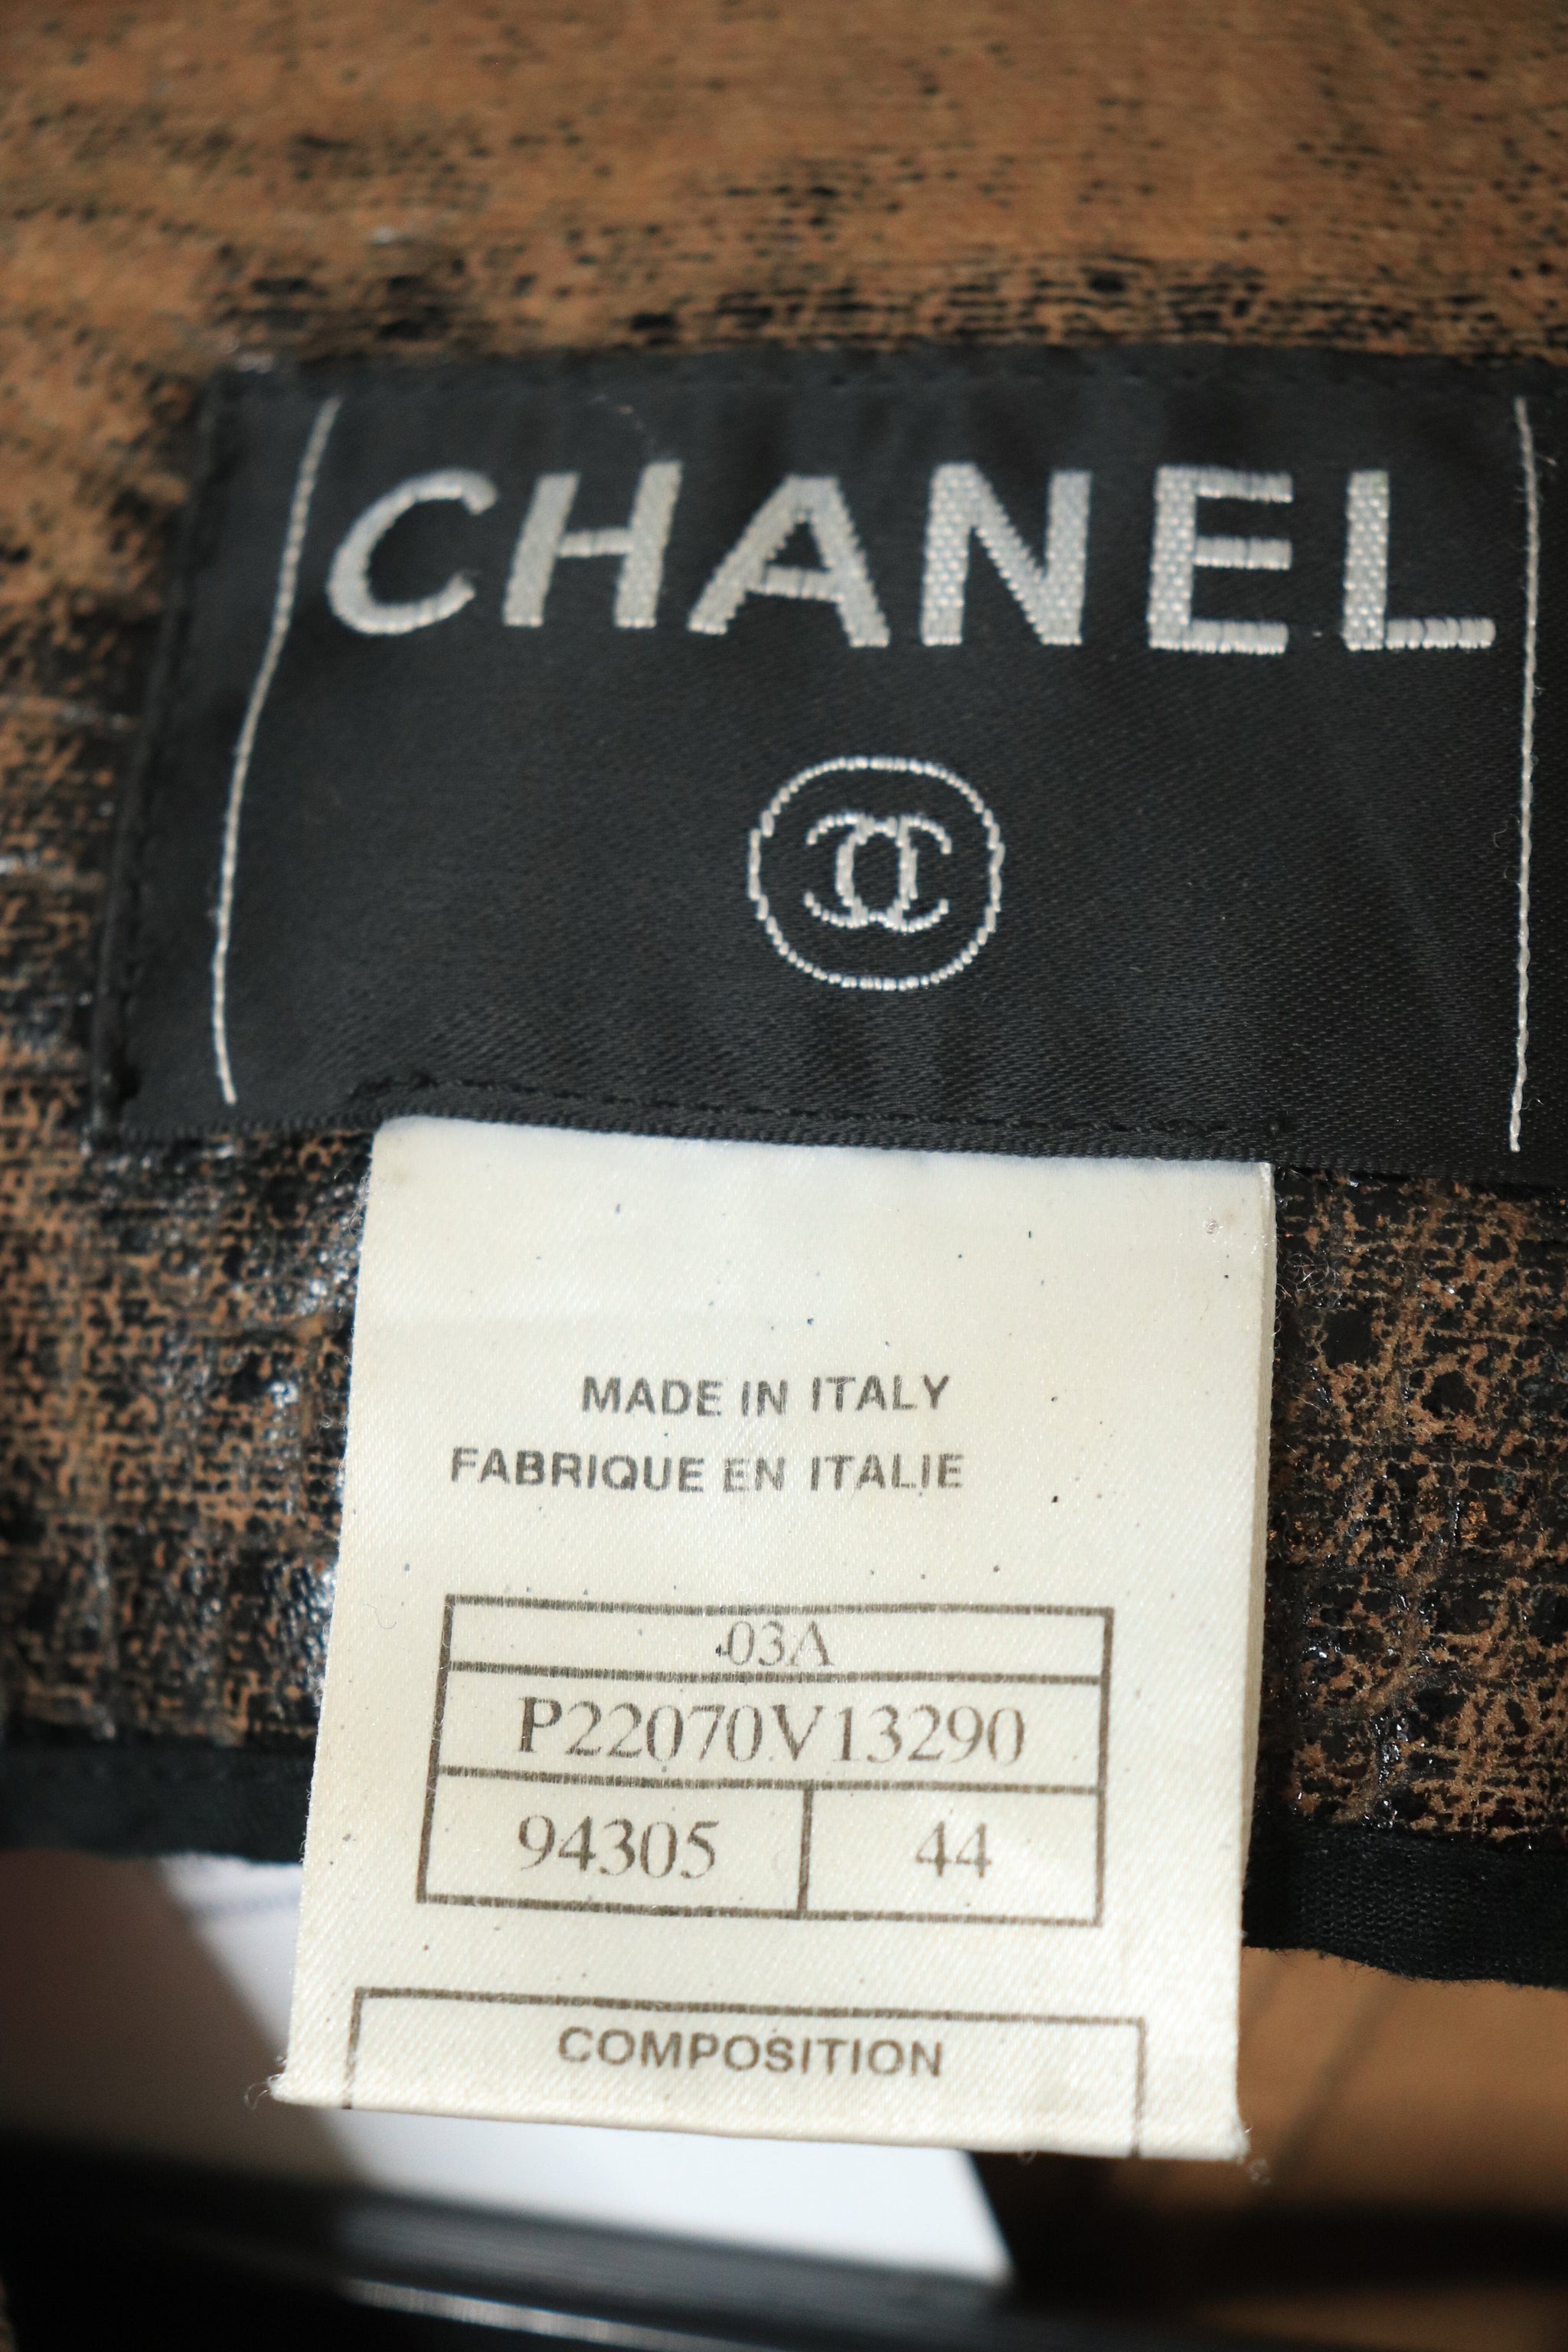 CHANEL
MADE IN ITALY
FABRIQUE EN ITALIE
03A
P22070V13290
94305 44
COMPOSITION